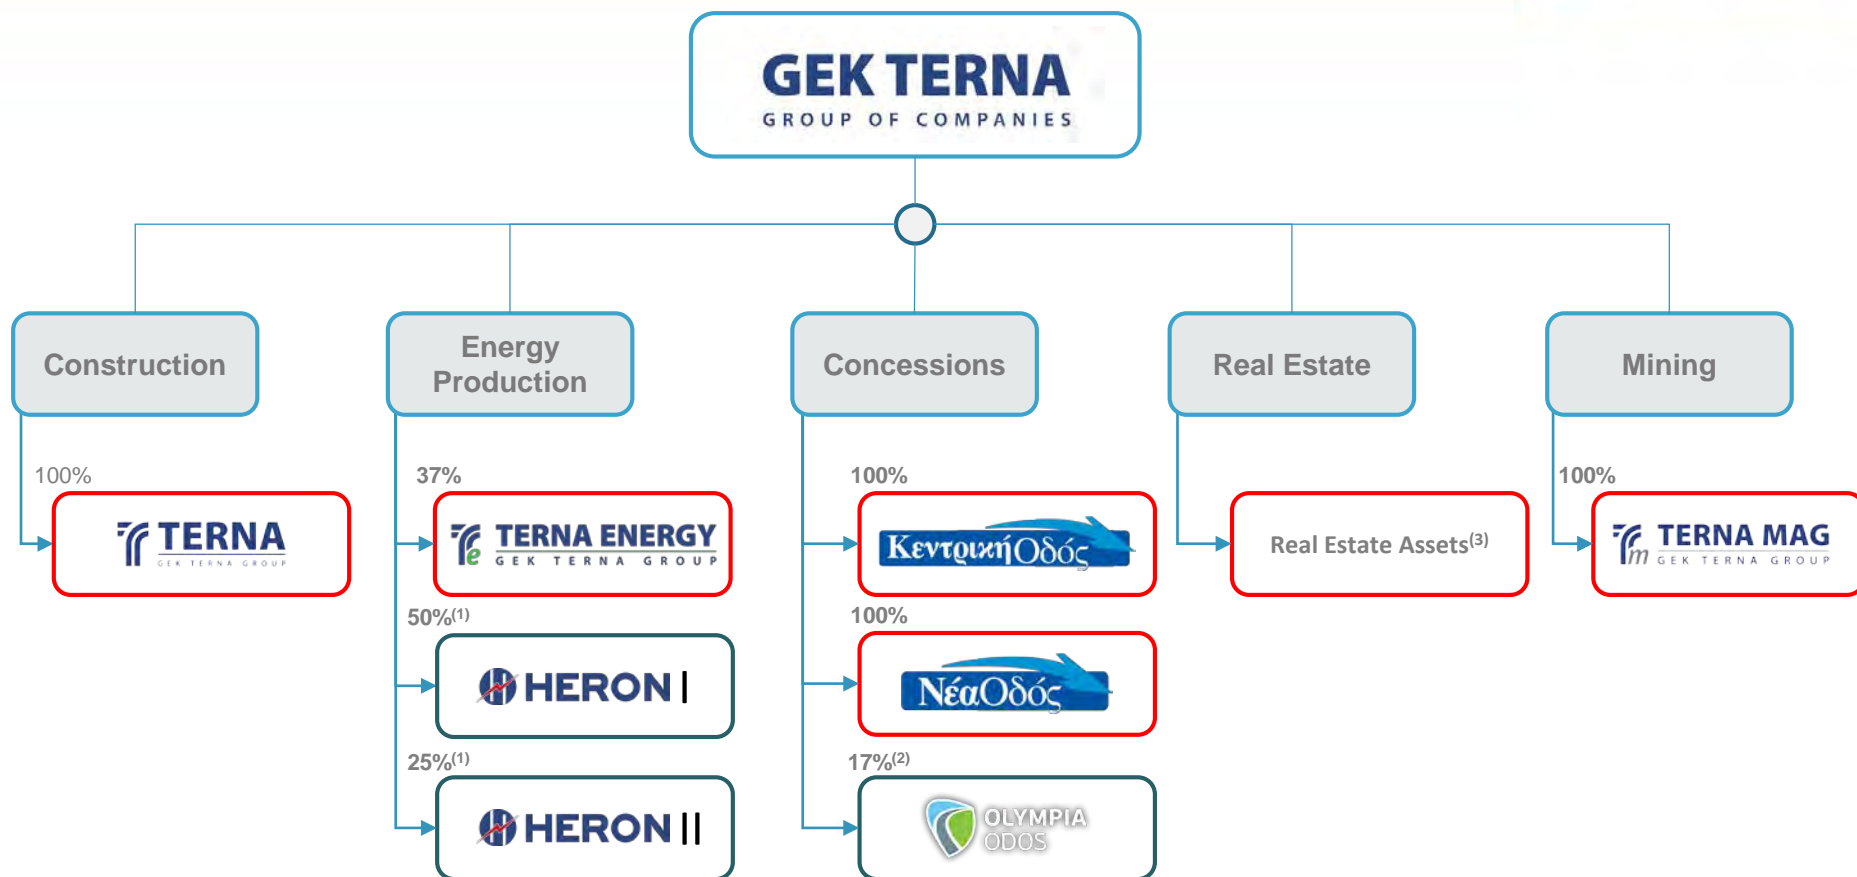 GEK TERNA
GROUP OF COMPANIES
Construction
Energy
Production
Concessions
Real Estate
Mining
100%
TERNA
GEK TERNA GROUP
37%
TERNA ENERGY
GEK TERNA GROUP
50%(1)
HERON I
25%(1)
HERON II
100%
Κεντρική Οδός
100%
ΝέαΟδός
17%(2)
OLYMPIA
ODOS
Real Estate Assets(3)
100%
TERNA MAG
GEK TERNA GROUP